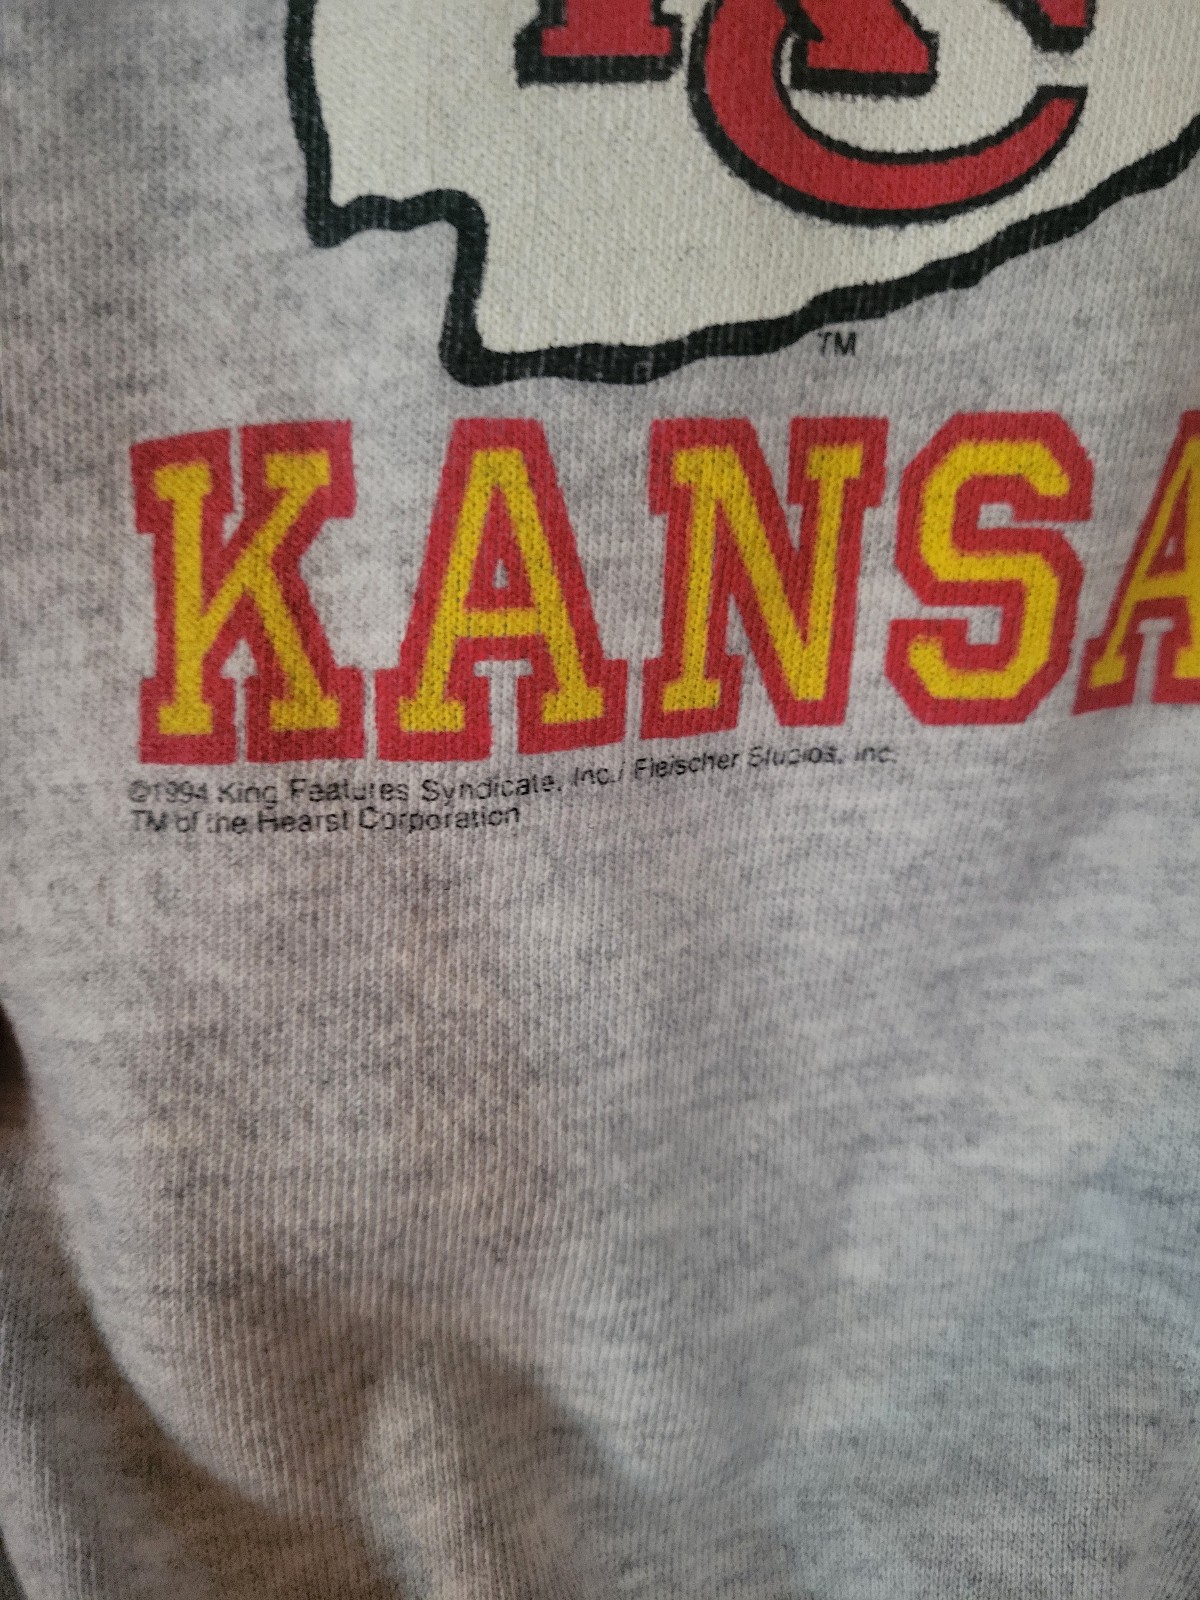 KC
TM
KANSA
©1994 King Features Syndicate, Inc./ Fleischer Studios, Inc.
TM of the Hearst Corporation